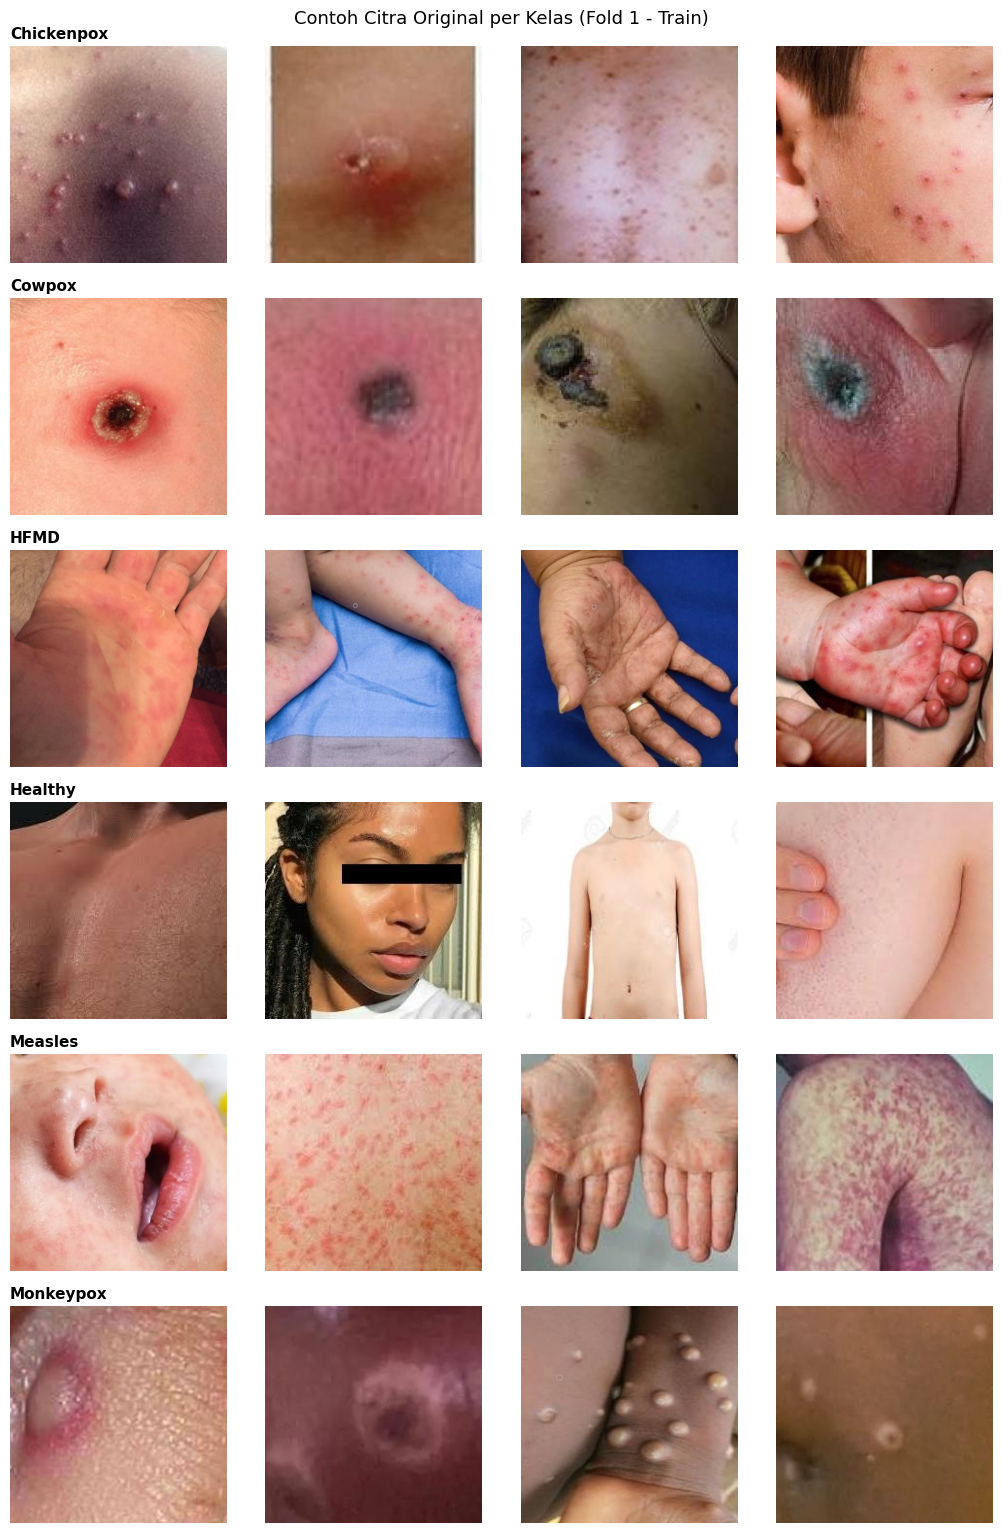 Contoh Citra Original per Kelas (Fold 1 - Train)
Chickenpox
Cowpox
HFMD
Healthy
Measles
Monkeypox